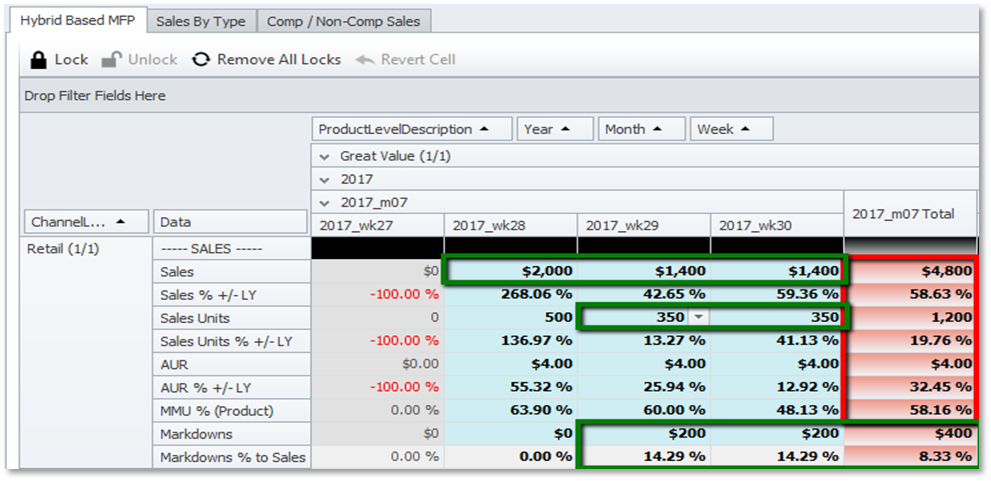 Hybrid Based MFP Sales By Type Comp / Non-Comp Sales
Lock Unlock Remove All Locks Revert Cell
Drop Filter Fields Here
ProductLevelDescription Year Month Week
Great Value (1/1)
2017
2017_m07
ChannelL... Data 2017_wk27 2017_wk28 2017_wk29 2017_wk30 2017_m07 Total
Retail (1/1) ----- SALES -----
Sales $0 $2,000 $1,400 $1,400 $4,800
Sales % +/- LY -100.00 % 268.06 % 42.65 % 59.36 % 58.63 %
Sales Units 0 500 350 350 1,200
Sales Units % +/- LY -100.00 % 136.97 % 13.27 % 41.13 % 19.76 %
AUR $0.00 $4.00 $4.00 $4.00 $4.00
AUR % +/- LY -100.00 % 55.32 % 25.94 % 12.92 % 32.45 %
MMU % (Product) 0.00 % 63.90 % 60.00 % 48.13 % 58.16 %
Markdowns $0 $0 $200 $200 $400
Markdowns % to Sales 0.00 % 0.00 % 14.29 % 14.29 % 8.33 %